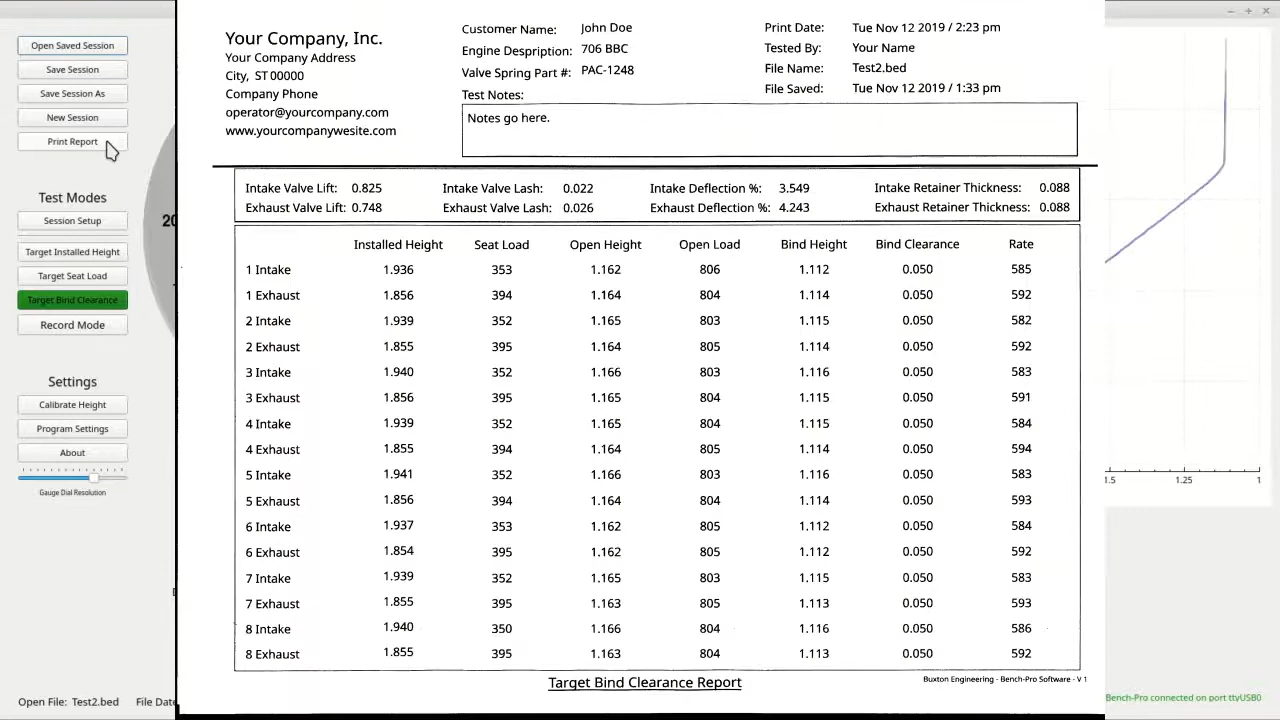 Open Saved Session
Save Session
Save Session As
New Session
Print Report
Test Modes
Session Setup
Target Installed Height
Target Seat Load
Target Bind Clearance
Record Mode
Settings
Calibrate Height
Program Settings
About
Gauge Dial Resolution
Open File: Test2.bed File Date
20
Your Company, Inc.
Your Company Address
City, ST 00000
Company Phone
operator@yourcompany.com
www.yourcompanywesite.com
Customer Name: John Doe
Engine Despription: 706 BBC
Valve Spring Part #: PAC-1248
Test Notes:
Notes go here.
Print Date: Tue Nov 12 2019 / 2:23 pm
Tested By: Your Name
File Name: Test2.bed
File Saved: Tue Nov 12 2019 / 1:33 pm
Intake Valve Lift: 0.825 Intake Valve Lash: 0.022 Intake Deflection %: 3.549 Intake Retainer Thickness: 0.088
Exhaust Valve Lift: 0.748 Exhaust Valve Lash: 0.026 Exhaust Deflection %: 4.243 Exhaust Retainer Thickness: 0.088
Installed Height Seat Load Open Height Open Load Bind Height Bind Clearance Rate
1 Intake 1.936 353 1.162 806 1.112 0.050 585
1 Exhaust 1.856 394 1.164 804 1.114 0.050 592
2 Intake 1.939 352 1.165 803 1.115 0.050 582
2 Exhaust 1.855 395 1.164 805 1.114 0.050 592
3 Intake 1.940 352 1.166 803 1.116 0.050 583
3 Exhaust 1.856 395 1.165 804 1.114 0.050 591
4 Intake 1.939 352 1.165 804 1.115 0.050 584
4 Exhaust 1.855 394 1.164 805 1.114 0.050 594
5 Intake 1.941 352 1.166 803 1.116 0.050 583
5 Exhaust 1.856 394 1.164 804 1.114 0.050 593
6 Intake 1.937 353 1.162 805 1.112 0.050 584
6 Exhaust 1.854 395 1.162 805 1.112 0.050 592
7 Intake 1.939 352 1.165 803 1.115 0.050 583
7 Exhaust 1.855 395 1.163 805 1.113 0.050 593
8 Intake 1.940 350 1.166 804 1.116 0.050 586
8 Exhaust 1.855 395 1.163 804 1.113 0.050 592
Target Bind Clearance Report
Buxton Engineering - Bench-Pro Software - V 1
1.5 1.25 1
Bench-Pro connected on port ttyUSB0